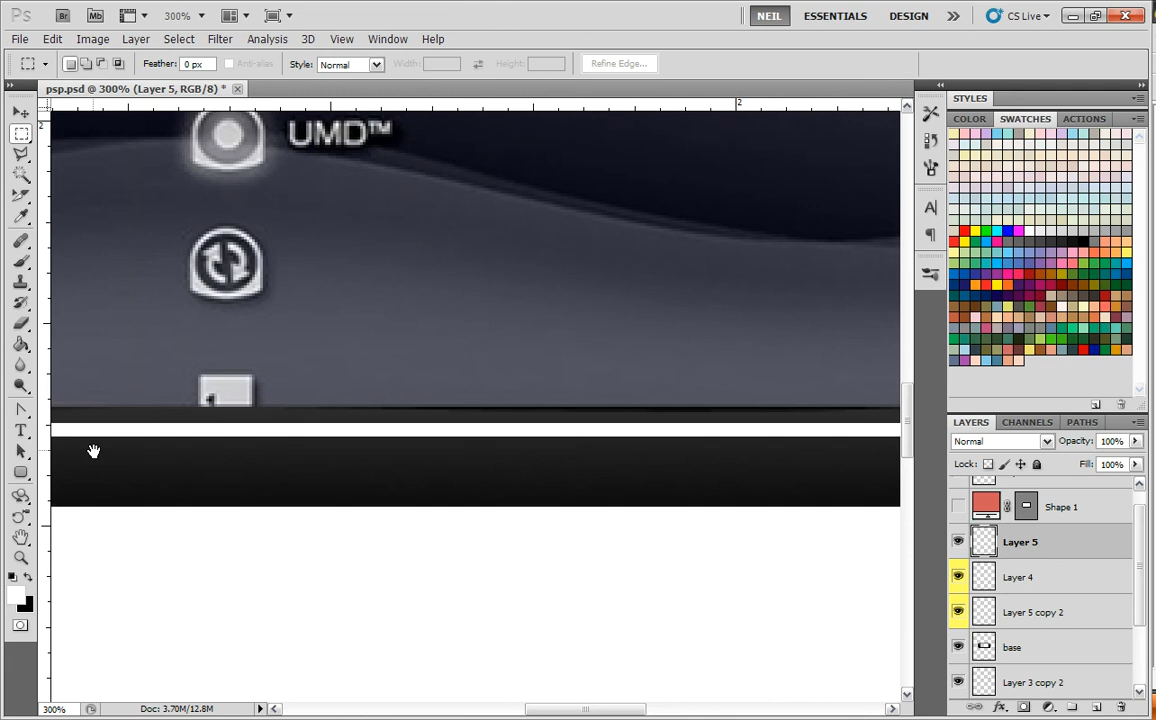 Ps Br Mb 300% NEIL ESSENTIALS DESIGN CS Live
File Edit Image Layer Select Filter Analysis 3D View Window Help
Feather: 0 px Anti-alias Style: Normal Width: Height: Refine Edge...
psp.psd @ 300% (Layer 5, RGB/8) *
STYLES
COLOR SWATCHES ACTIONS
2
2
UMD™
LAYERS CHANNELS PATHS
Normal Opacity: 100%
Lock: Fill: 100%
Shape 1
Layer 5
Layer 4
Layer 5 copy 2
base
Layer 3 copy 2
300% Doc: 3.70M/12.8M